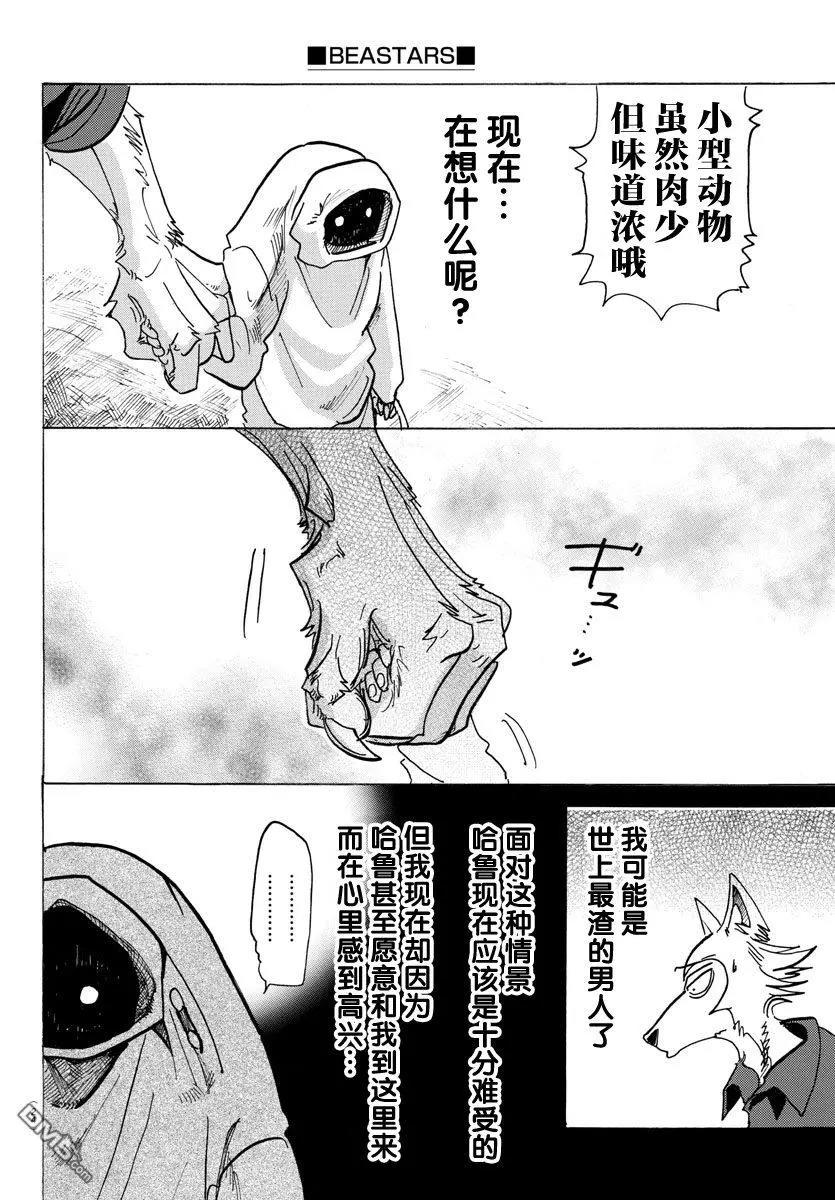 ■BEASTARS■
小型动物
虽然肉少
但味道浓哦
现在…
在想什么呢？
ギュ…ッ
我可能是
世上最渣的男人了
面对这种情景
哈鲁现在应该是十分难受的
但我现在却因为
哈鲁甚至愿意和我到这里来
而在心里感到高兴…
………
………
DM5.com